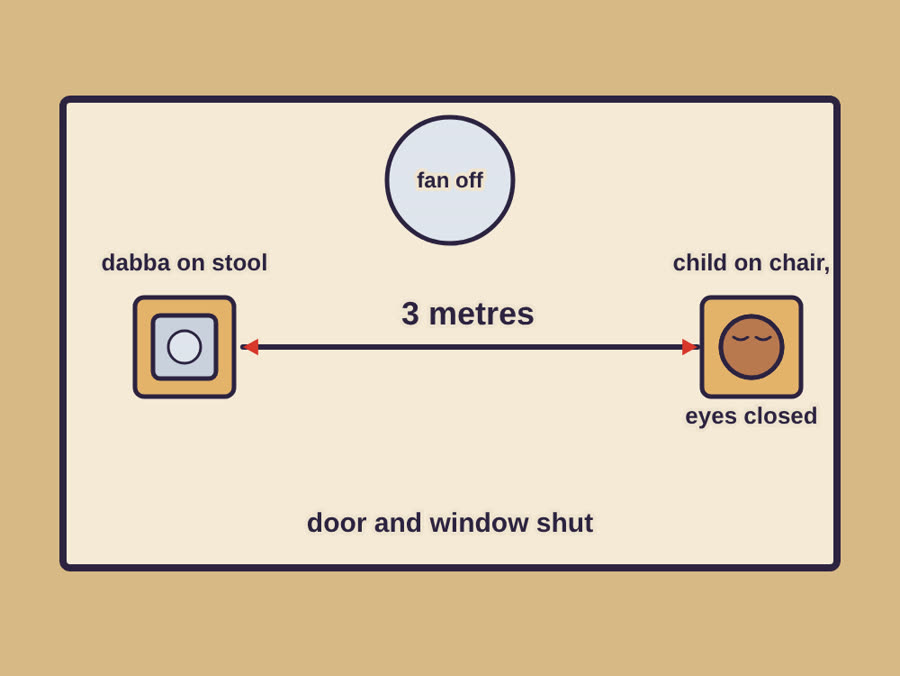 fan off
dabba on stool
child on chair,
3 metres
eyes closed
door and window shut